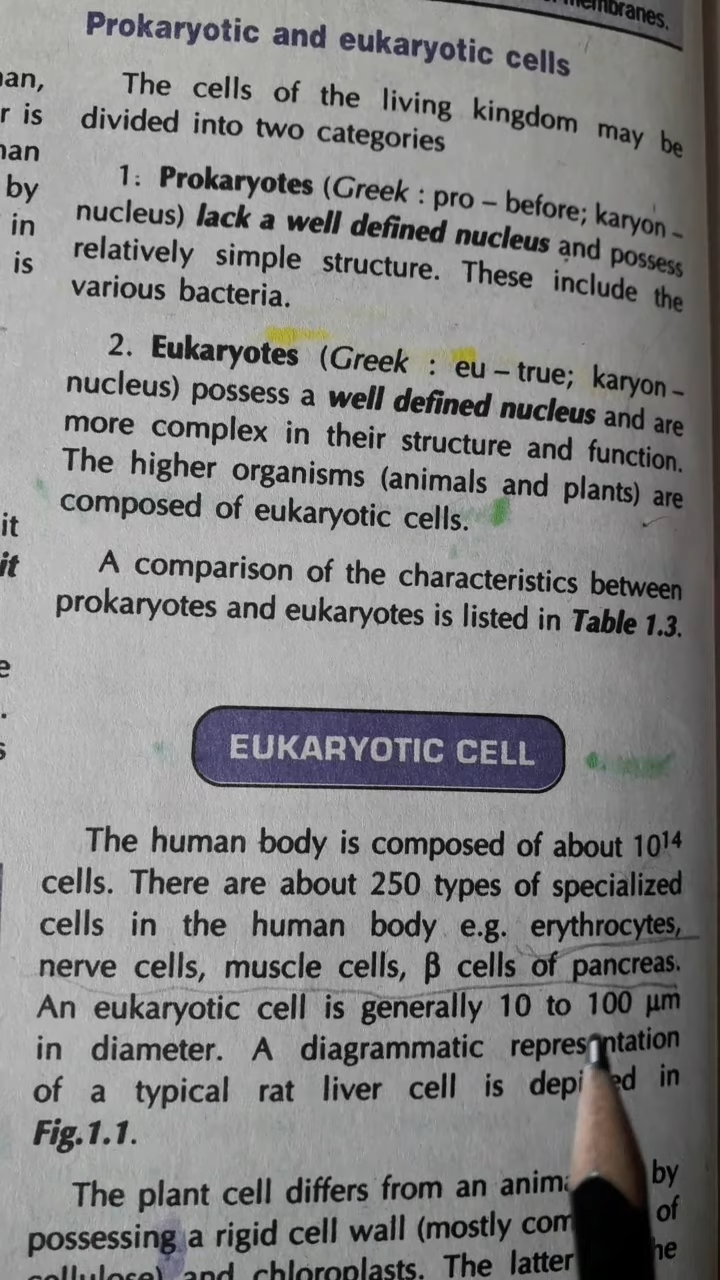 membranes.
Prokaryotic and eukaryotic cells
The cells of the living kingdom may be
divided into two categories
1: Prokaryotes (Greek : pro – before; karyon –
nucleus) lack a well defined nucleus and possess
relatively simple structure. These include the
various bacteria.
2. Eukaryotes (Greek : eu – true; karyon –
nucleus) possess a well defined nucleus and are
more complex in their structure and function.
The higher organisms (animals and plants) are
composed of eukaryotic cells.
A comparison of the characteristics between
prokaryotes and eukaryotes is listed in Table 1.3.
EUKARYOTIC CELL
The human body is composed of about 10¹⁴
cells. There are about 250 types of specialized
cells in the human body e.g. erythrocytes,
nerve cells, muscle cells, β cells of pancreas.
An eukaryotic cell is generally 10 to 100 μm
in diameter. A diagrammatic representation
of a typical rat liver cell is in
Fig.1.1.
The plant cell differs from an by
possessing a rigid cell wall (mostly of
cellulose) and chloroplasts. The latter
r is
by
in
is
it
it